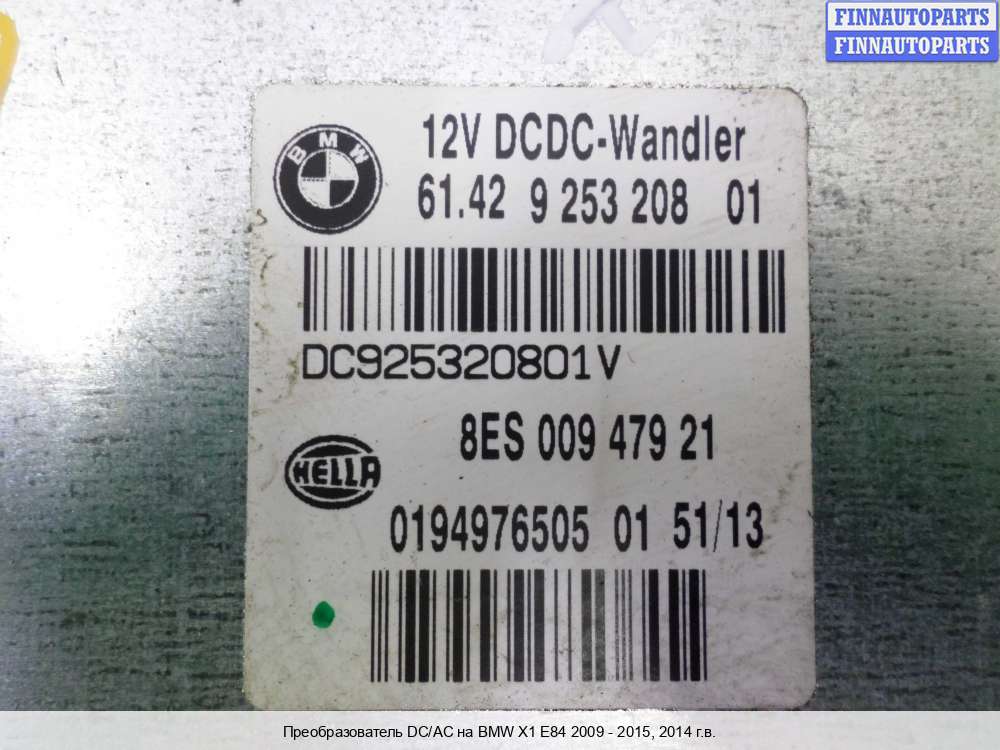 FINNAUTOPARTS
FINNAUTOPARTS
BMW
12V DCDC-Wandler
61.42 9 253 208 01
DC925320801V
8ES 009 479 21
HELLA
0194976505 01 51/13
Преобразователь DC/AC на BMW X1 E84 2009 - 2015, 2014 г.в.